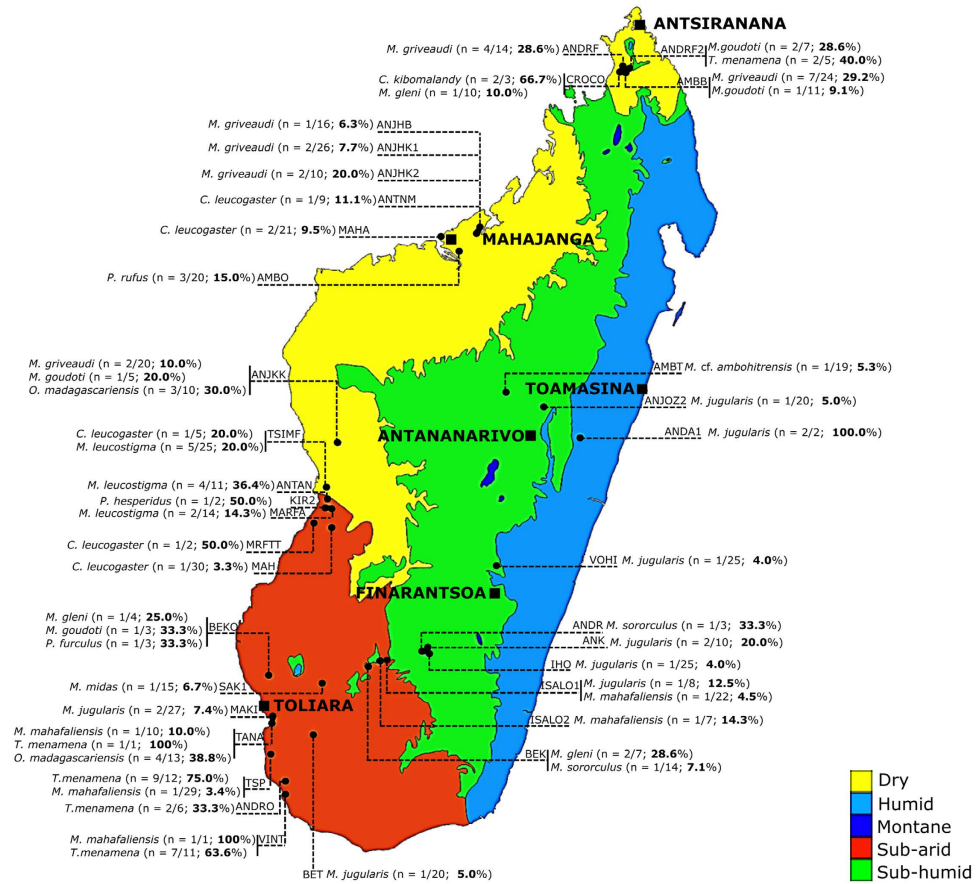 ANTSIRANANA
M. griveaudi (n = 4/14; 28.6%) ANDRF
ANDRF2 M.goudoti (n = 2/7; 28.6%)
T. menamena (n = 2/5; 40.0%)
C. kibomalandy (n = 2/3; 66.7%) CROCO
M. gleni (n = 1/10; 10.0%)
AMBB M. griveaudi (n = 7/24; 29.2%)
M.goudoti (n = 1/11; 9.1%)
M. griveaudi (n = 1/16; 6.3%) ANJHB
M. griveaudi (n = 2/26; 7.7%) ANJHK1
M. griveaudi (n = 2/10; 20.0%) ANJHK2
C. leucogaster (n = 1/9; 11.1%) ANTNM
C. leucogaster (n = 2/21; 9.5%) MAHA
MAHAJANGA
P. rufus (n = 3/20; 15.0%) AMBO
M. griveaudi (n = 2/20; 10.0%)
M. goudoti (n = 1/5; 20.0%) ANJKK
O. madagascariensis (n = 3/10; 30.0%)
AMBT M. cf. ambohitrensis (n = 1/19; 5.3%)
TOAMASINA
ANJOZ2 M. jugularis (n = 1/20; 5.0%)
ANTANANARIVO
ANDA1 M. jugularis (n = 2/2; 100.0%)
C. leucogaster (n = 1/5; 20.0%) TSIMF
M. leucostigma (n = 5/25; 20.0%)
M. leucostigma (n = 4/11; 36.4%) ANTAN
P. hesperidus (n = 1/2; 50.0%) KIR2
M. leucostigma (n = 2/14; 14.3%) MARFA
C. leucogaster (n = 1/2; 50.0%) MRFTT
C. leucogaster (n = 1/30; 3.3%) MAH
VOHI M. jugularis (n = 1/25; 4.0%)
FINARANTSOA
M. gleni (n = 1/4; 25.0%)
M. goudoti (n = 1/3; 33.3%) BEKO
P. furculus (n = 1/3; 33.3%)
ANDR M. sororculus (n = 1/3; 33.3%)
ANK M. jugularis (n = 2/10; 20.0%)
IHO M. jugularis (n = 1/25; 4.0%)
ISALO1 M. jugularis (n = 1/8; 12.5%)
M. mahafaliensis (n = 1/22; 4.5%)
M. midas (n = 1/15; 6.7%) SAK1
TOLIARA
M. jugularis (n = 2/27; 7.4%) MAKI
ISALO2 M. mahafaliensis (n = 1/7; 14.3%)
M. mahafaliensis (n = 1/10; 10.0%)
T. menamena (n = 1/1; 100%) TANA
O. madagascariensis (n = 4/13; 38.8%)
BEK M. gleni (n = 2/7; 28.6%)
M. sororculus (n = 1/14; 7.1%)
T.menamena (n = 9/12; 75.0%) TSP
M. mahafaliensis (n = 1/29; 3.4%)
T.menamena (n = 2/6; 33.3%) ANDRO
M. mahafaliensis (n = 1/1; 100%) VINT
T.menamena (n = 7/11; 63.6%)
BET M. jugularis (n = 1/20; 5.0%)
Dry
Humid
Montane
Sub-arid
Sub-humid